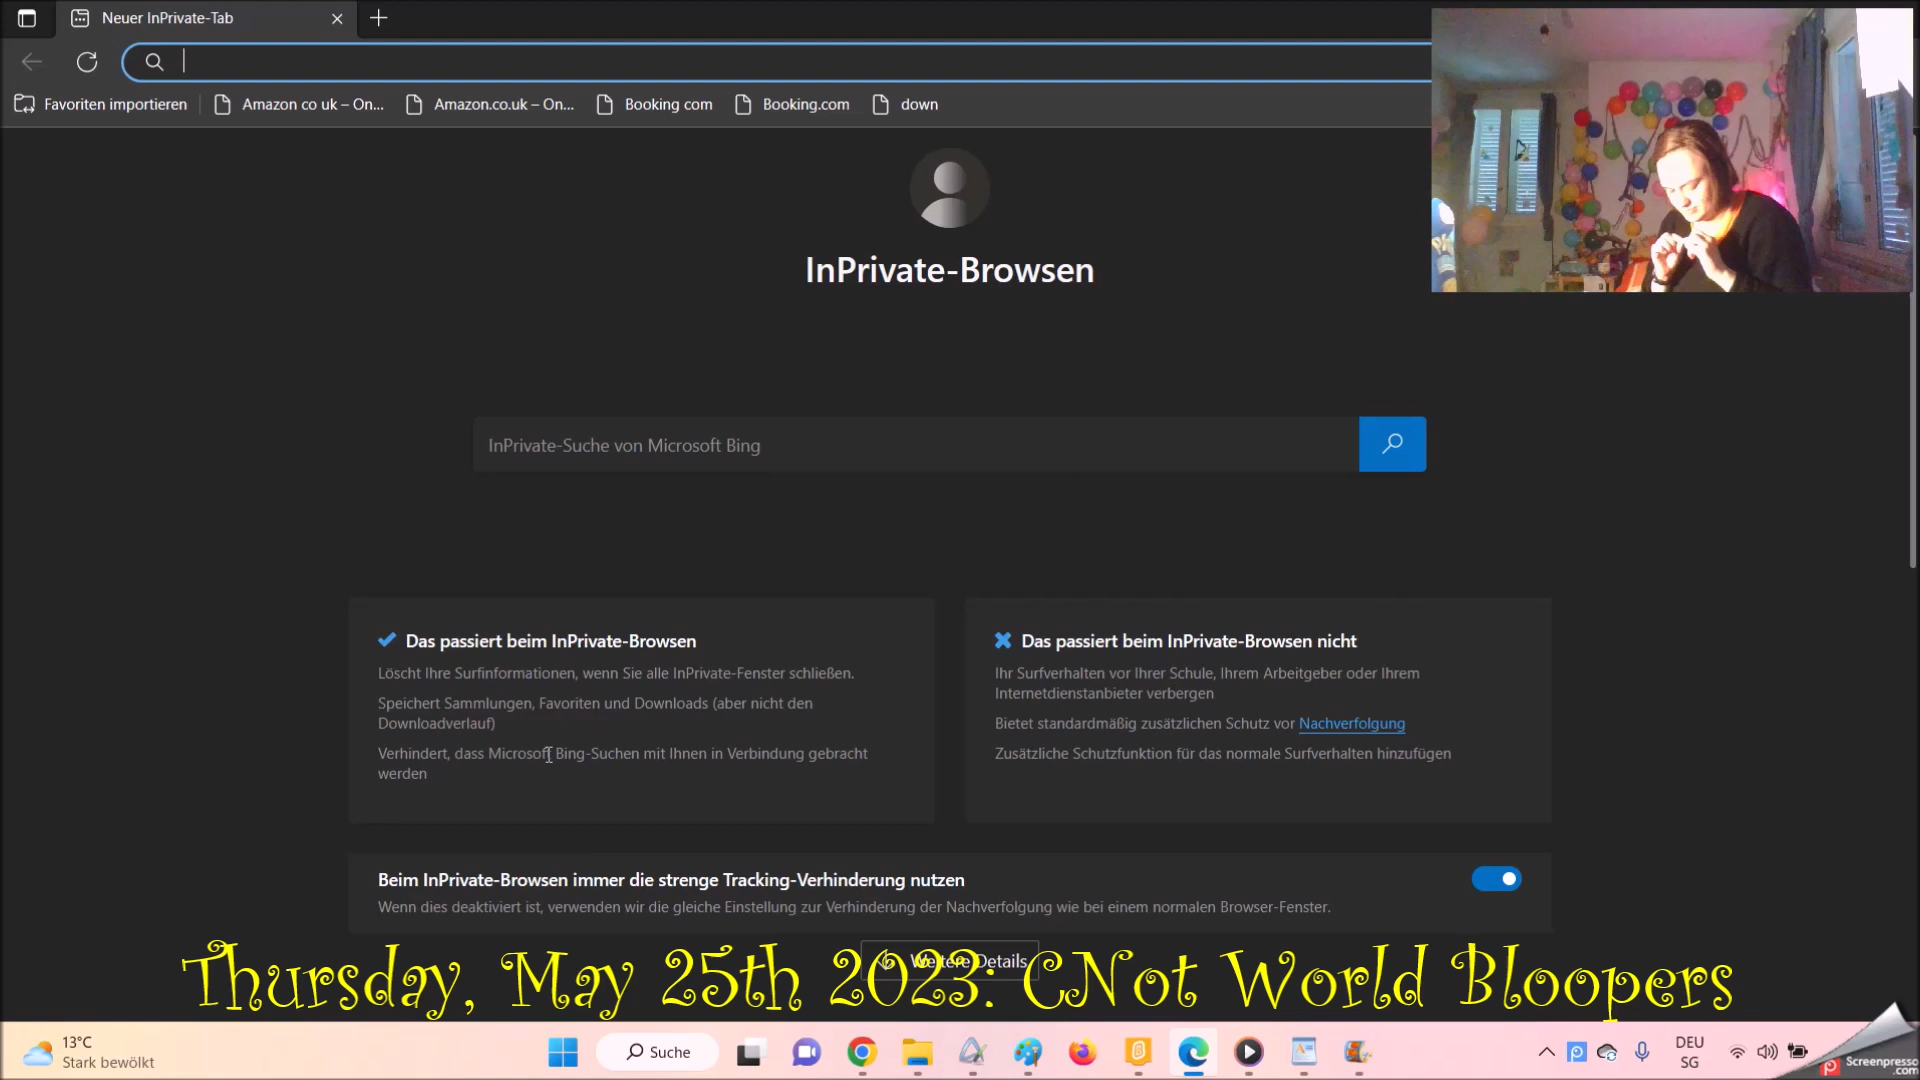 Neuer InPrivate-Tab
Favoriten importieren
Amazon co uk – On...
Amazon.co.uk – On...
Booking com
Booking.com
down
InPrivate-Browsen
InPrivate-Suche von Microsoft Bing
Das passiert beim InPrivate-Browsen
Löscht Ihre Surfinformationen, wenn Sie alle InPrivate-Fenster schließen.
Speichert Sammlungen, Favoriten und Downloads (aber nicht den
Downloadverlauf)
Verhindert, dass Microsoft Bing-Suchen mit Ihnen in Verbindung gebracht
werden
Das passiert beim InPrivate-Browsen nicht
Ihr Surfverhalten vor Ihrer Schule, Ihrem Arbeitgeber oder Ihrem
Internetdienstanbieter verbergen
Bietet standardmäßig zusätzlichen Schutz vor Nachverfolgung
Zusätzliche Schutzfunktion für das normale Surfverhalten hinzufügen
Beim InPrivate-Browsen immer die strenge Tracking-Verhinderung nutzen
Wenn dies deaktiviert ist, verwenden wir die gleiche Einstellung zur Verhinderung der Nachverfolgung wie bei einem normalen Browser-Fenster.
Weitere Details
Thursday, May 25th 2023: CNot World Bloopers
13°C
Stark bewölkt
Suche
DEU
SG
Screenpresso
.com